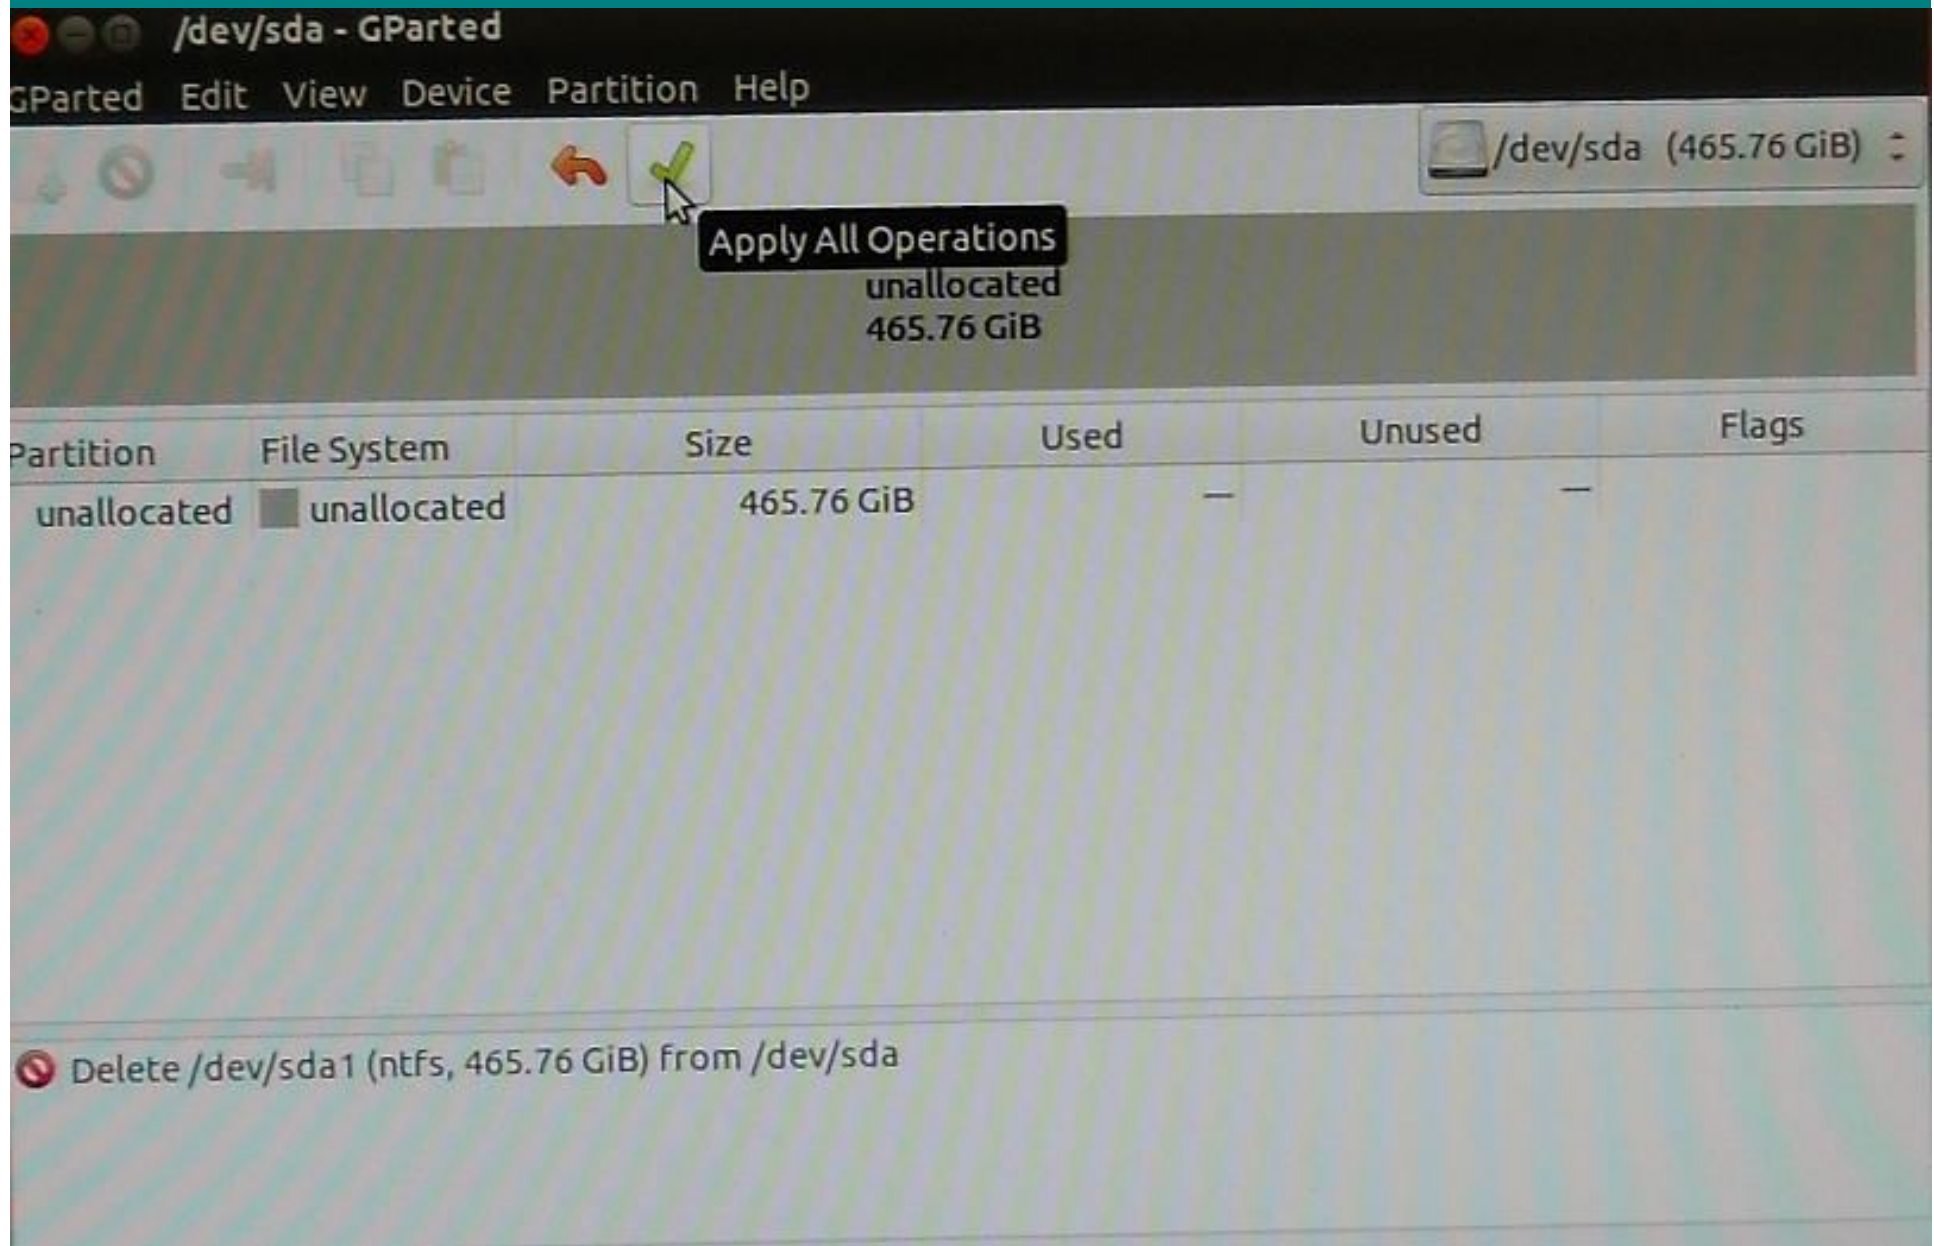 /dev/sda - GParted
GParted Edit View Device Partition Help
/dev/sda (465.76 GiB)
Apply All Operations
unallocated
465.76 GiB
Partition File System Size Used Unused Flags
unallocated unallocated 465.76 GiB — —
Delete /dev/sda1 (ntfs, 465.76 GiB) from /dev/sda